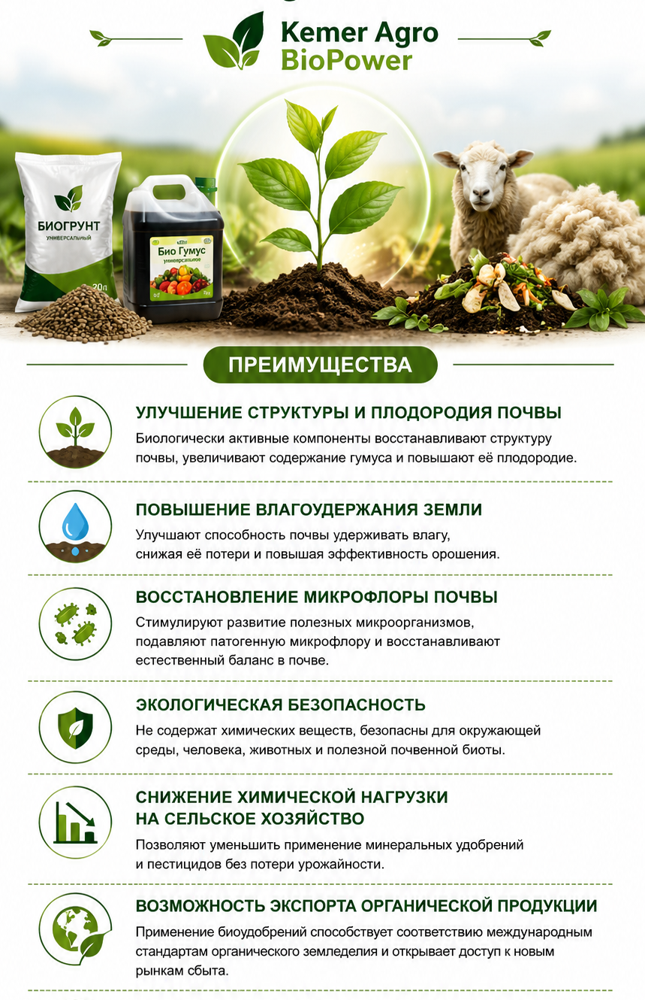 Kemer Agro
BioPower
БИОГРУНТ
УНИВЕРСАЛЬНЫЙ
20л
Био Гумус
универсальное
ПРЕИМУЩЕСТВА
УЛУЧШЕНИЕ СТРУКТУРЫ И ПЛОДОРОДИЯ ПОЧВЫ
Биологически активные компоненты восстанавливают структуру
почвы, увеличивают содержание гумуса и повышают её плодородие.
ПОВЫШЕНИЕ ВЛАГОУДЕРЖАНИЯ ЗЕМЛИ
Улучшают способность почвы удерживать влагу,
снижая её потери и повышая эффективность орошения.
ВОССТАНОВЛЕНИЕ МИКРОФЛОРЫ ПОЧВЫ
Стимулируют развитие полезных микроорганизмов,
подавляют патогенную микрофлору и восстанавливают
естественный баланс в почве.
ЭКОЛОГИЧЕСКАЯ БЕЗОПАСНОСТЬ
Не содержат химических веществ, безопасны для окружающей
среды, человека, животных и полезной почвенной биоты.
СНИЖЕНИЕ ХИМИЧЕСКОЙ НАГРУЗКИ
НА СЕЛЬСКОЕ ХОЗЯЙСТВО
Позволяют уменьшить применение минеральных удобрений
и пестицидов без потери урожайности.
ВОЗМОЖНОСТЬ ЭКСПОРТА ОРГАНИЧЕСКОЙ ПРОДУКЦИИ
Применение биоудобрений способствует соответствию международным
стандартам органического земледелия и открывает доступ к новым
рынкам сбыта.